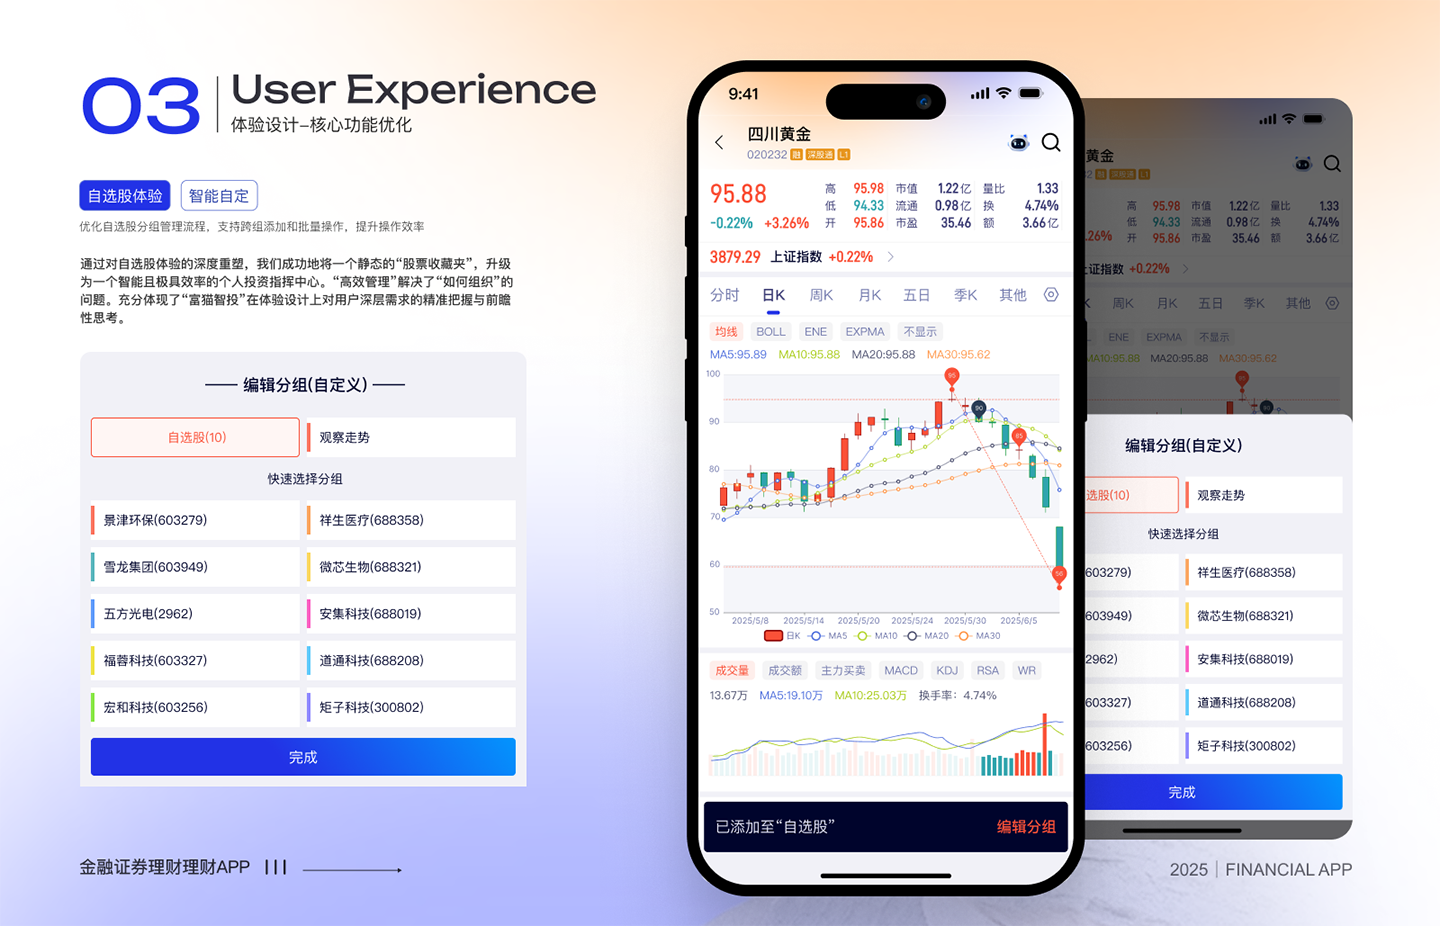 03
User Experience
体验设计–核心功能优化
自选股体验 智能自定
优化自选股分组管理流程，支持跨组添加和批量操作，提升操作效率
通过对自选股体验的深度重塑，我们成功地将一个静态的“股票收藏夹”，升级
为一个智能且极具效率的个人投资指挥中心。“高效管理”解决了“如何组织”的
问题。充分体现了“富猫智投”在体验设计上对用户深层需求的精准把握与前瞻
性思考。
编辑分组(自定义)
自选股(10) 观察走势
快速选择分组
景津环保(603279) 祥生医疗(688358)
雪龙集团(603949) 微芯生物(688321)
五方光电(2962) 安集科技(688019)
福蓉科技(603327) 道通科技(688208)
宏和科技(603256) 矩子科技(300802)
完成
金融证券理财理财APP
9:41
四川黄金
020232 融 深股通 L1
95.88
-0.22% +3.26%
高 95.98 市值 1.22亿 量比 1.33
低 94.33 流通 0.98亿 换 4.74%
开 95.86 市盈 35.46 额 3.66亿
3879.29 上证指数 +0.22%
分时 日K 周K 月K 五日 季K 其他
均线 BOLL ENE EXPMA 不显示
MA5:95.89 MA10:95.88 MA20:95.88 MA30:95.62
100
90
80
70
60
50
95
90
85
56
2025/5/8 2025/5/14 2025/5/20 2025/5/24 2025/5/30 2025/6/5
日K MA5 MA10 MA20 MA30
成交量 成交额 主力买卖 MACD KDJ RSA WR
13.67万 MA5:19.10万 MA10:25.03万 换手率：4.74%
已添加至“自选股” 编辑分组
黄金
2 融 深股通 L1
高 95.98 市值 1.22亿 量比 1.33
低 94.33 流通 0.98亿 换 4.74%
.26% 开 95.86 市盈 35.46 额 3.66亿
证指数 +0.22%
K 周K 月K 五日 季K 其他
L ENE EXPMA 不显示
MA10:95.88 MA20:95.88 MA30:95.62
编辑分组(自定义)
选股(10) 观察走势
快速选择分组
603279) 祥生医疗(688358)
603949) 微芯生物(688321)
2962) 安集科技(688019)
603327) 道通科技(688208)
603256) 矩子科技(300802)
完成
2025 | FINANCIAL APP